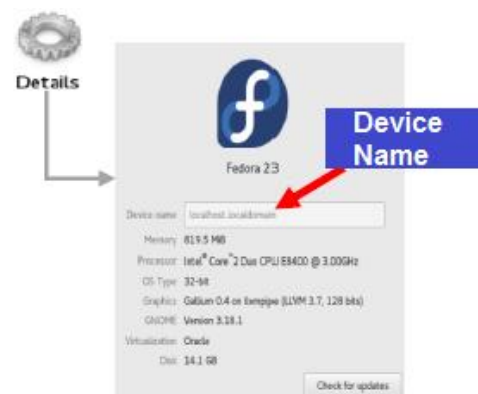 Details
Device
Name
Fedora 23
Device name localhost.localdomain
Memory 819.5 MiB
Processor Intel® Core™2 Duo CPU E8400 @ 3.00GHz
OS Type 32-bit
Graphics Gallium 0.4 on llvmpipe (LLVM 3.7, 128 bits)
GNOME Version 3.18.1
Virtualization Oracle
Disk 14.1 GB
Check for updates